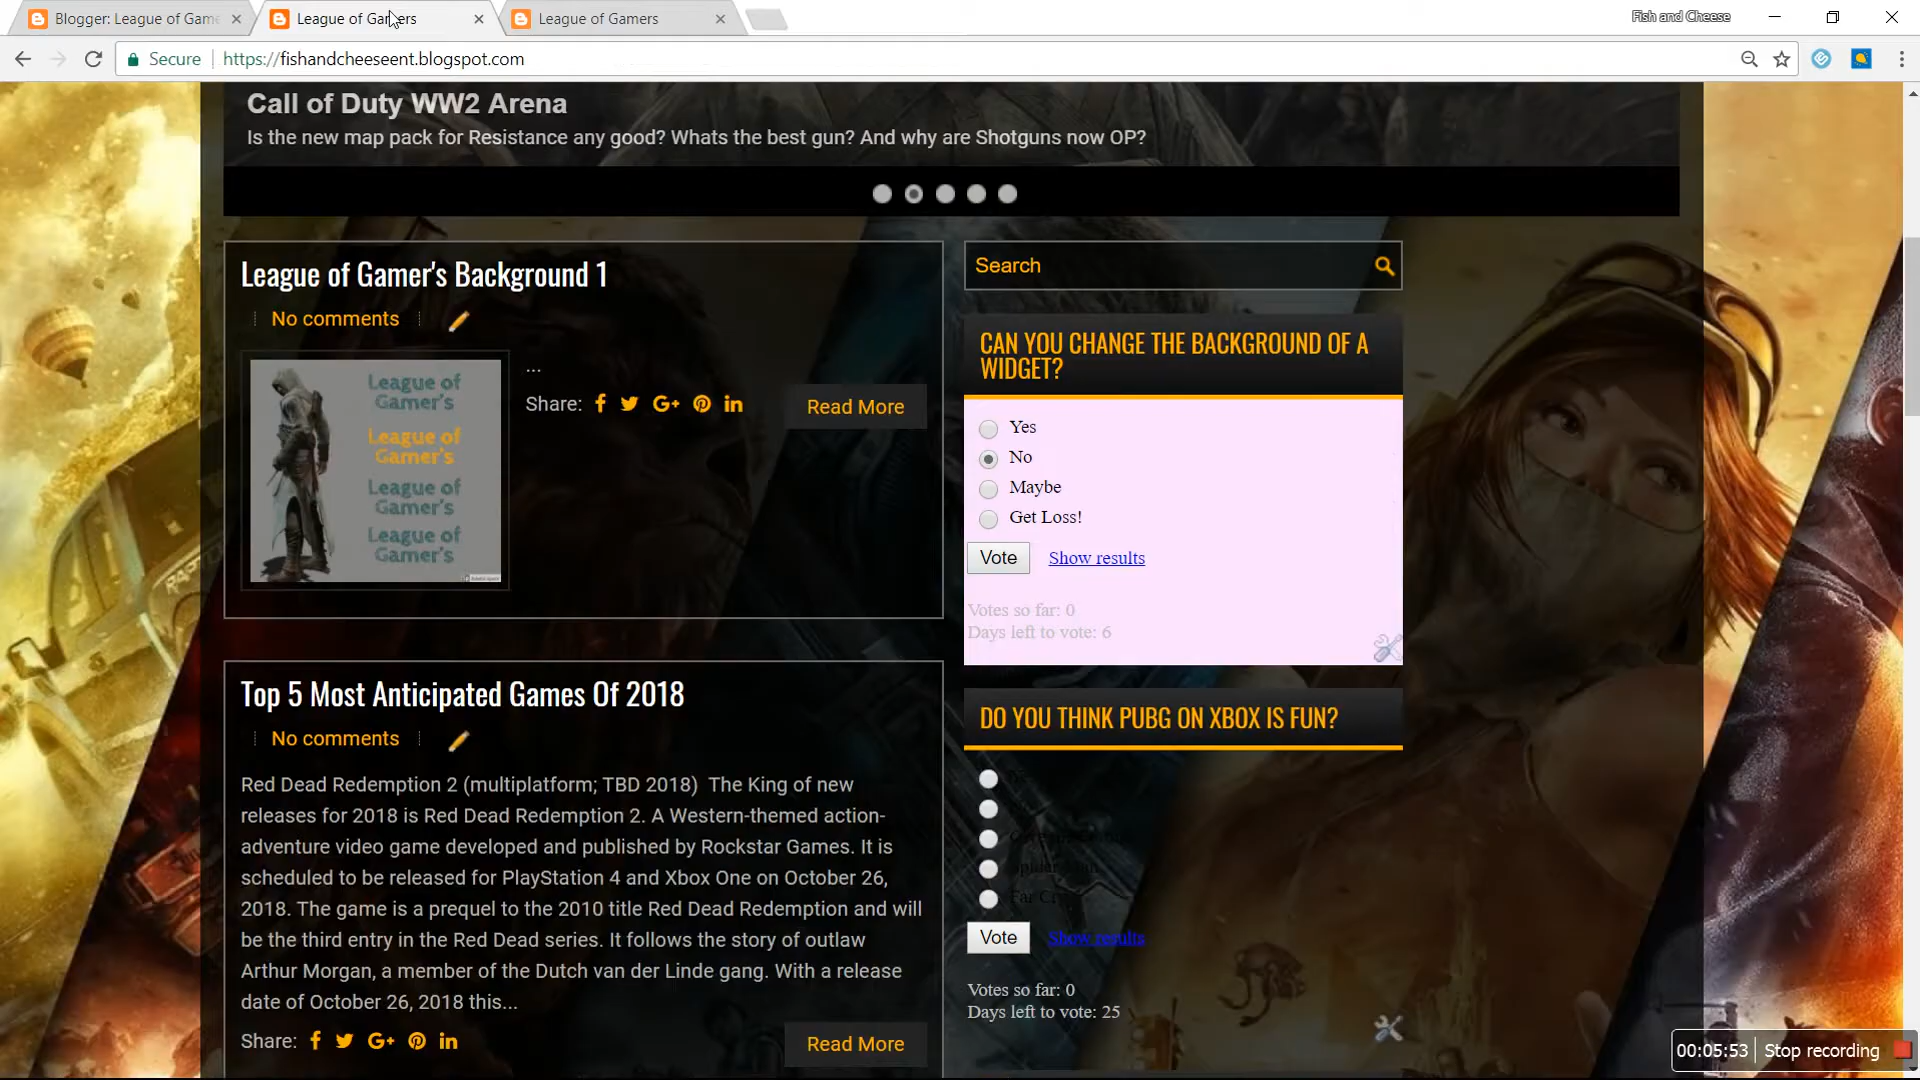 Blogger: League of Game
League of Gamers
League of Gamers
Fish and Cheese
Secure
https://fishandcheeseent.blogspot.com
Call of Duty WW2 Arena
Is the new map pack for Resistance any good? Whats the best gun? And why are Shotguns now OP?
League of Gamer's Background 1
No comments
League of
Gamer's
League of
Gamer's
League of
Gamer's
League of
Gamer's
...
Share:
G+
in
Read More
Search
CAN YOU CHANGE THE BACKGROUND OF A
WIDGET?
Yes
No
Maybe
Get Loss!
Vote
Show results
Votes so far: 0
Days left to vote: 6
Top 5 Most Anticipated Games Of 2018
No comments
Red Dead Redemption 2 (multiplatform; TBD 2018)  The King of new
releases for 2018 is Red Dead Redemption 2. A Western-themed action-
adventure video game developed and published by Rockstar Games. It is
scheduled to be released for PlayStation 4 and Xbox One on October 26,
2018. The game is a prequel to the 2010 title Red Dead Redemption and will
be the third entry in the Red Dead series. It follows the story of outlaw
Arthur Morgan, a member of the Dutch van der Linde gang. With a release
date of October 26, 2018 this...
Share:
G+
in
Read More
DO YOU THINK PUBG ON XBOX IS FUN?
Far
Vote
Show results
Votes so far: 0
Days left to vote: 25
00:05:53
Stop recording